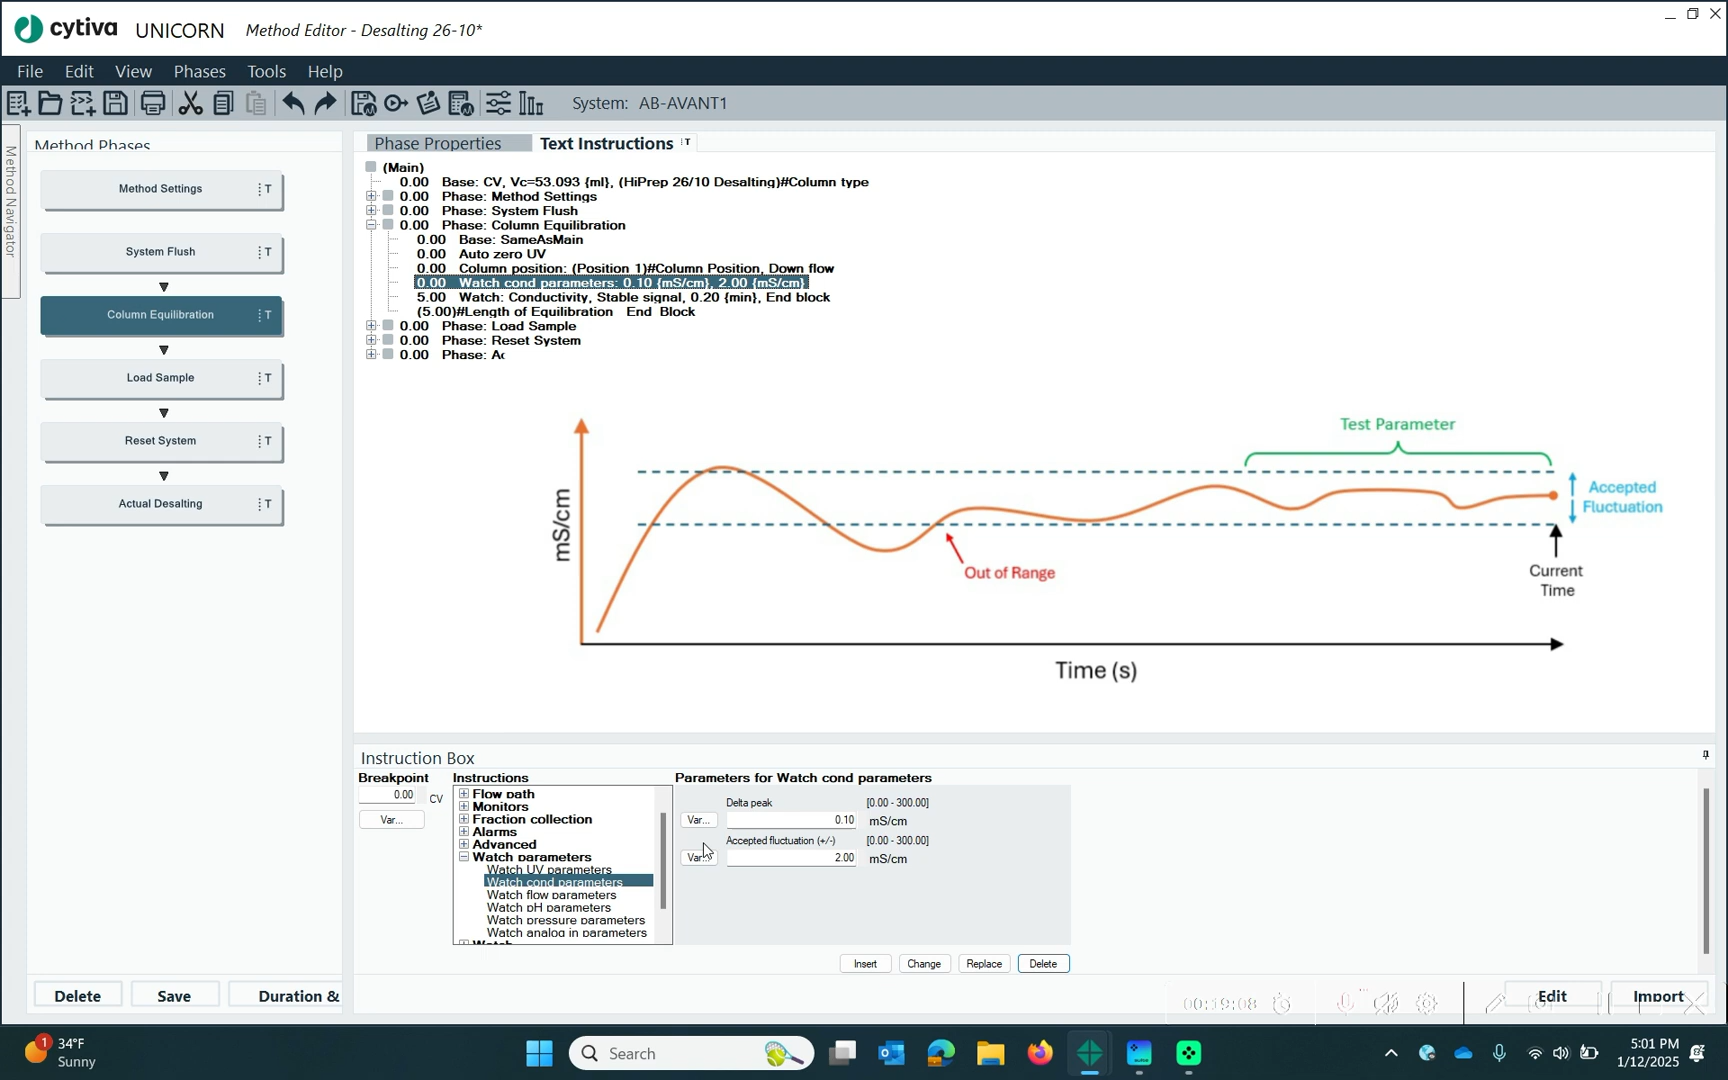 cytiva UNICORN Method Editor - Desalting 26-10*
File Edit View Phases Tools Help
System: AB-AVANT1
Method Navigator
Method Phases
Method Settings T
System Flush T
Column Equilibration T
Load Sample T
Reset System T
Actual Desalting T
Phase Properties Text Instructions T
(Main)
0.00 Base: CV, Vc=53.093 {ml}, (HiPrep 26/10 Desalting)#Column type
0.00 Phase: Method Settings
0.00 Phase: System Flush
0.00 Phase: Column Equilibration
0.00 Base: SameAsMain
0.00 Auto zero UV
0.00 Column position: (Position 1)#Column Position, Down flow
0.00 Watch cond parameters: 0.10 {mS/cm}, 2.00 {mS/cm}
5.00 Watch: Conductivity, Stable signal, 0.20 {min}, End block
(5.00)#Length of Equilibration End_Block
0.00 Phase: Load Sample
0.00 Phase: Reset System
0.00 Phase: Ac
Test Parameter
mS/cm
Accepted
Fluctuation
Out of Range
Current
Time
Time (s)
Instruction Box
Breakpoint Instructions Parameters for Watch cond parameters
0.00 CV
Var...
Flow path
Monitors
Fraction collection
Alarms
Advanced
Watch parameters
Watch UV parameters
Watch cond parameters
Watch flow parameters
Watch pH parameters
Watch pressure parameters
Watch analog in parameters
Watch
Delta peak [0.00 - 300.00]
Var... 0.10 mS/cm
Accepted fluctuation (+/-) [0.00 - 300.00]
Var... 2.00 mS/cm
Insert Change Replace Delete
Delete Save Duration &
00:19:08
Edit Import
1
34°F
Sunny
Search
5:01 PM
1/12/2025